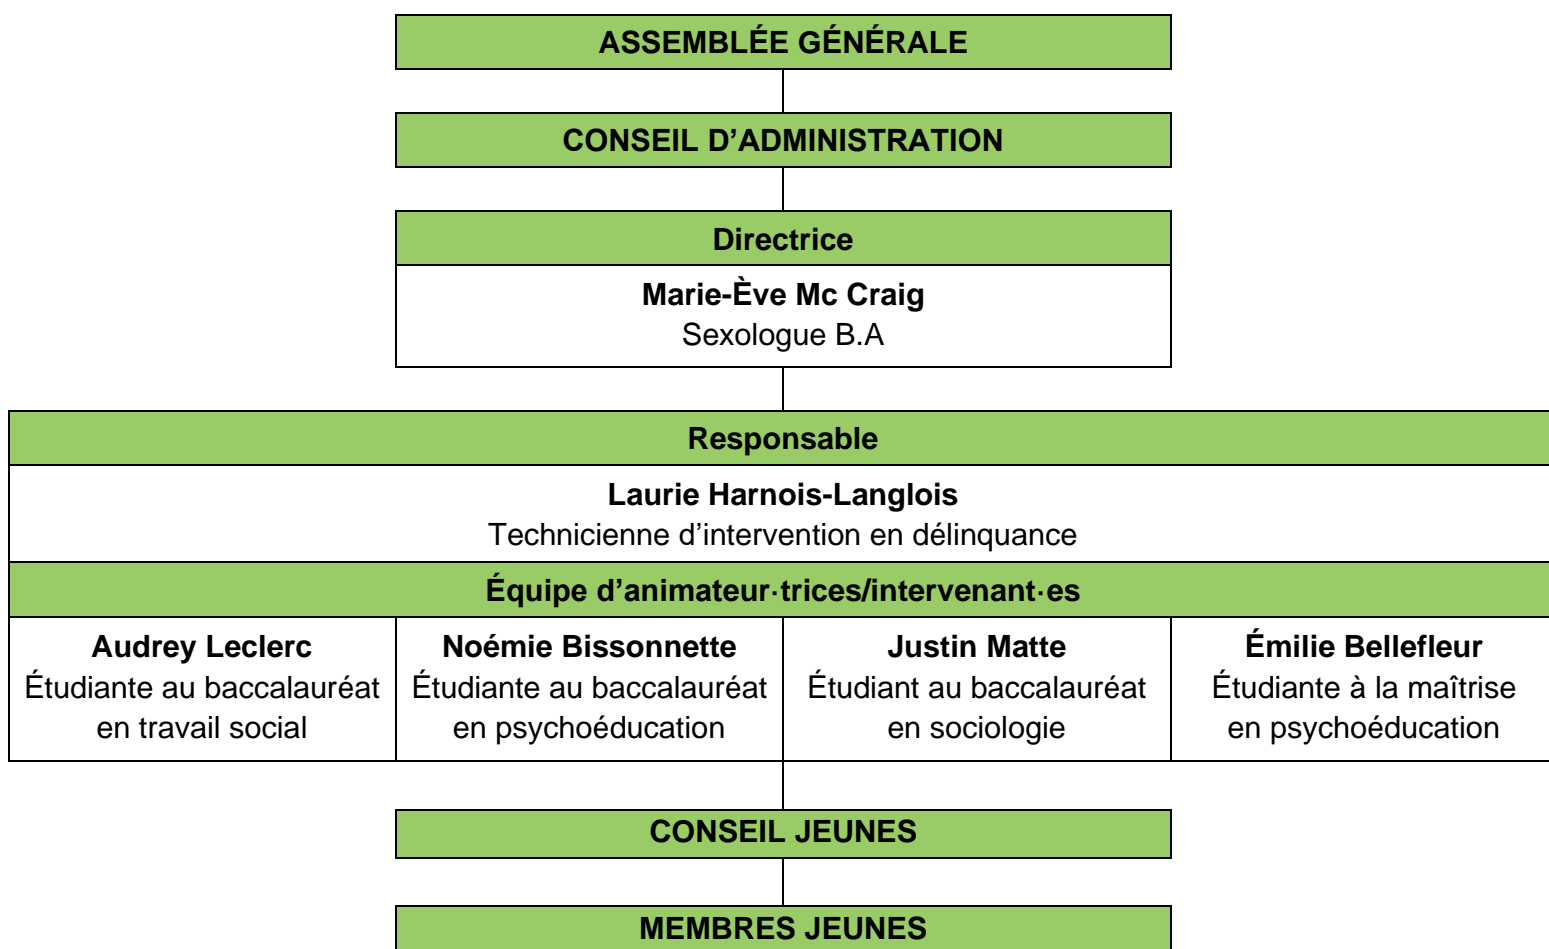 ASSEMBLÉE GÉNÉRALE
CONSEIL D’ADMINISTRATION
Directrice
Marie-Ève Mc Craig
Sexologue B.A
Responsable
Laurie Harnois-Langlois
Technicienne d’intervention en délinquance
Équipe d’animateur·trices/intervenant·es
Audrey Leclerc
Étudiante au baccalauréat
en travail social
Noémie Bissonnette
Étudiante au baccalauréat
en psychoéducation
Justin Matte
Étudiant au baccalauréat
en sociologie
Émilie Bellefleur
Étudiante à la maîtrise
en psychoéducation
CONSEIL JEUNES
MEMBRES JEUNES